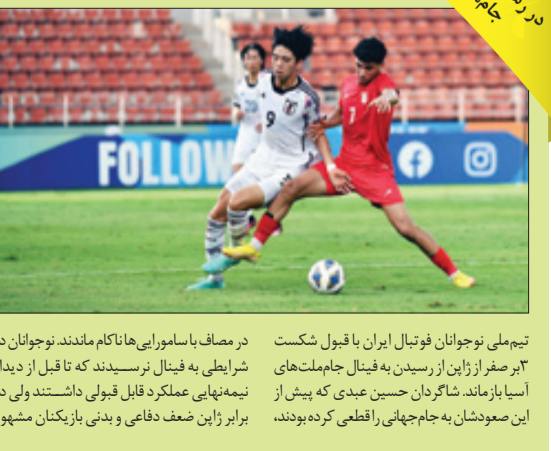 در
جام
FOLLOW
9
7
تیم‌ملی نوجوانان فوتبال ایران با قبول شکست
۳بر صفر از ژاپن از رسیدن به فینال جام‌ملت‌های
آسیا بازماند. شاگردان حسین عبدی که پیش از
این صعودشان به جام‌جهانی را قطعی کرده بودند،
در مصاف با سامورایی‌ها ناکام ماندند. نوجوانان
شرایطی به فینال نرسیدند که تا قبل از
نیمه‌نهایی عملکرد قابل قبولی داشتند ولی
برابر ژاپن ضعف دفاعی و بدنی بازیکنان